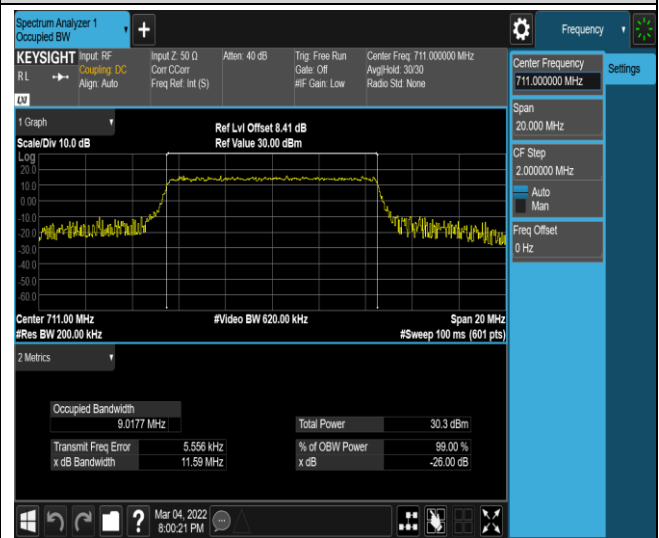 Spectrum Analyzer 1
Occupied BW
+
Frequency
KEYSIGHT
R L
LXI
Input: RF
Coupling: DC
Align: Auto
Input Z: 50 Ω
Corr CCorr
Freq Ref: Int (S)
Atten: 40 dB
Trig: Free Run
Gate: Off
#IF Gain: Low
Center Freq: 711.000000 MHz
Avg|Hold: 30/30
Radio Std: None
Center Frequency
711.000000 MHz
Settings
Span
20.000 MHz
CF Step
2.000000 MHz
Auto
Man
Freq Offset
0 Hz
1 Graph
Scale/Div 10.0 dB
Ref Lvl Offset 8.41 dB
Ref Value 30.00 dBm
Log
20.0
10.0
0.00
-10.0
-20.0
-30.0
-40.0
-50.0
-60.0
Center 711.00 MHz
#Video BW 620.00 kHz
Span 20 MHz
#Res BW 200.00 kHz
#Sweep 100 ms (601 pts)
2 Metrics
Occupied Bandwidth
9.0177 MHz
Total Power 30.3 dBm
Transmit Freq Error 5.556 kHz
% of OBW Power 99.00 %
x dB Bandwidth 11.59 MHz
x dB -26.00 dB
?
Mar 04, 2022
8:00:21 PM